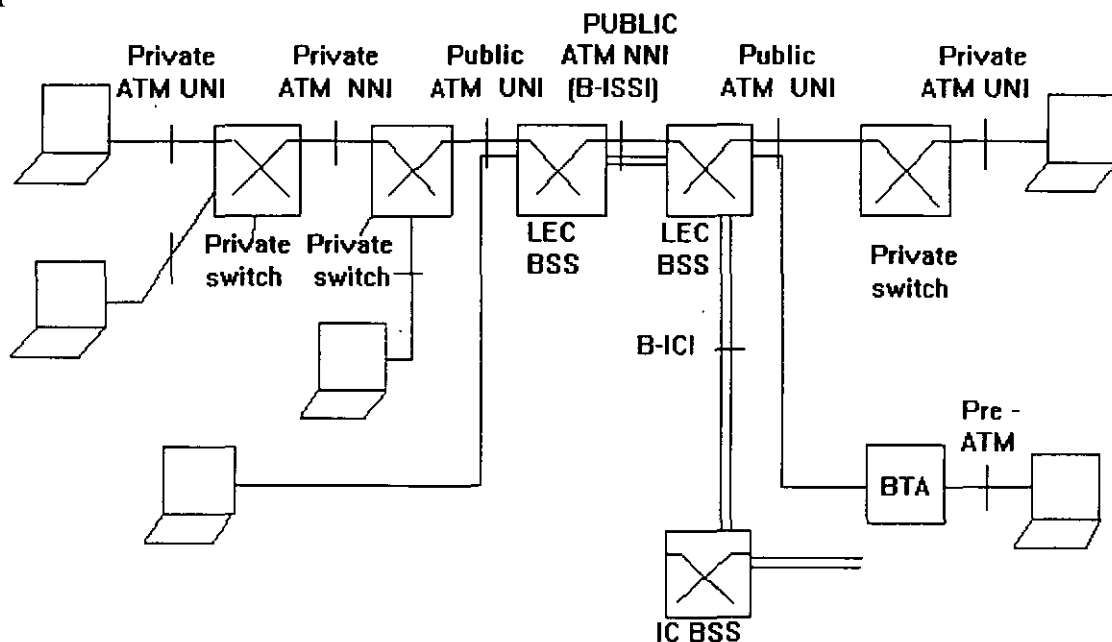 Private
ATM UNI
Private
ATM NNI
Public
ATM UNI
PUBLIC
ATM NNI
(B-ISSI)
Public
ATM UNI
Private
ATM UNI
Private
switch
Private
switch
LEC
BSS
LEC
BSS
Private
switch
B-ICI
Pre -
ATM
BTA
IC BSS